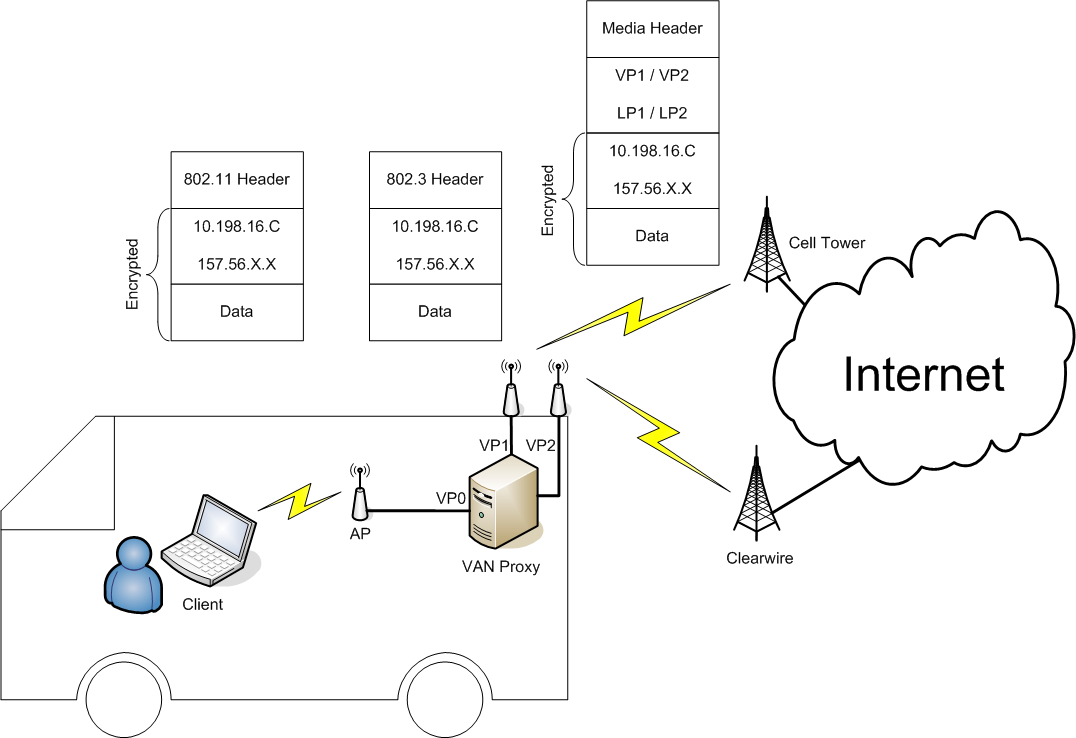 Media Header
VP1 / VP2
LP1 / LP2
Encrypted
10.198.16.C
157.56.X.X
Data
802.11 Header
Encrypted
10.198.16.C
157.56.X.X
Data
802.3 Header
10.198.16.C
157.56.X.X
Data
Cell Tower
Internet
VP1
VP2
VP0
AP
VAN Proxy
Client
Clearwire